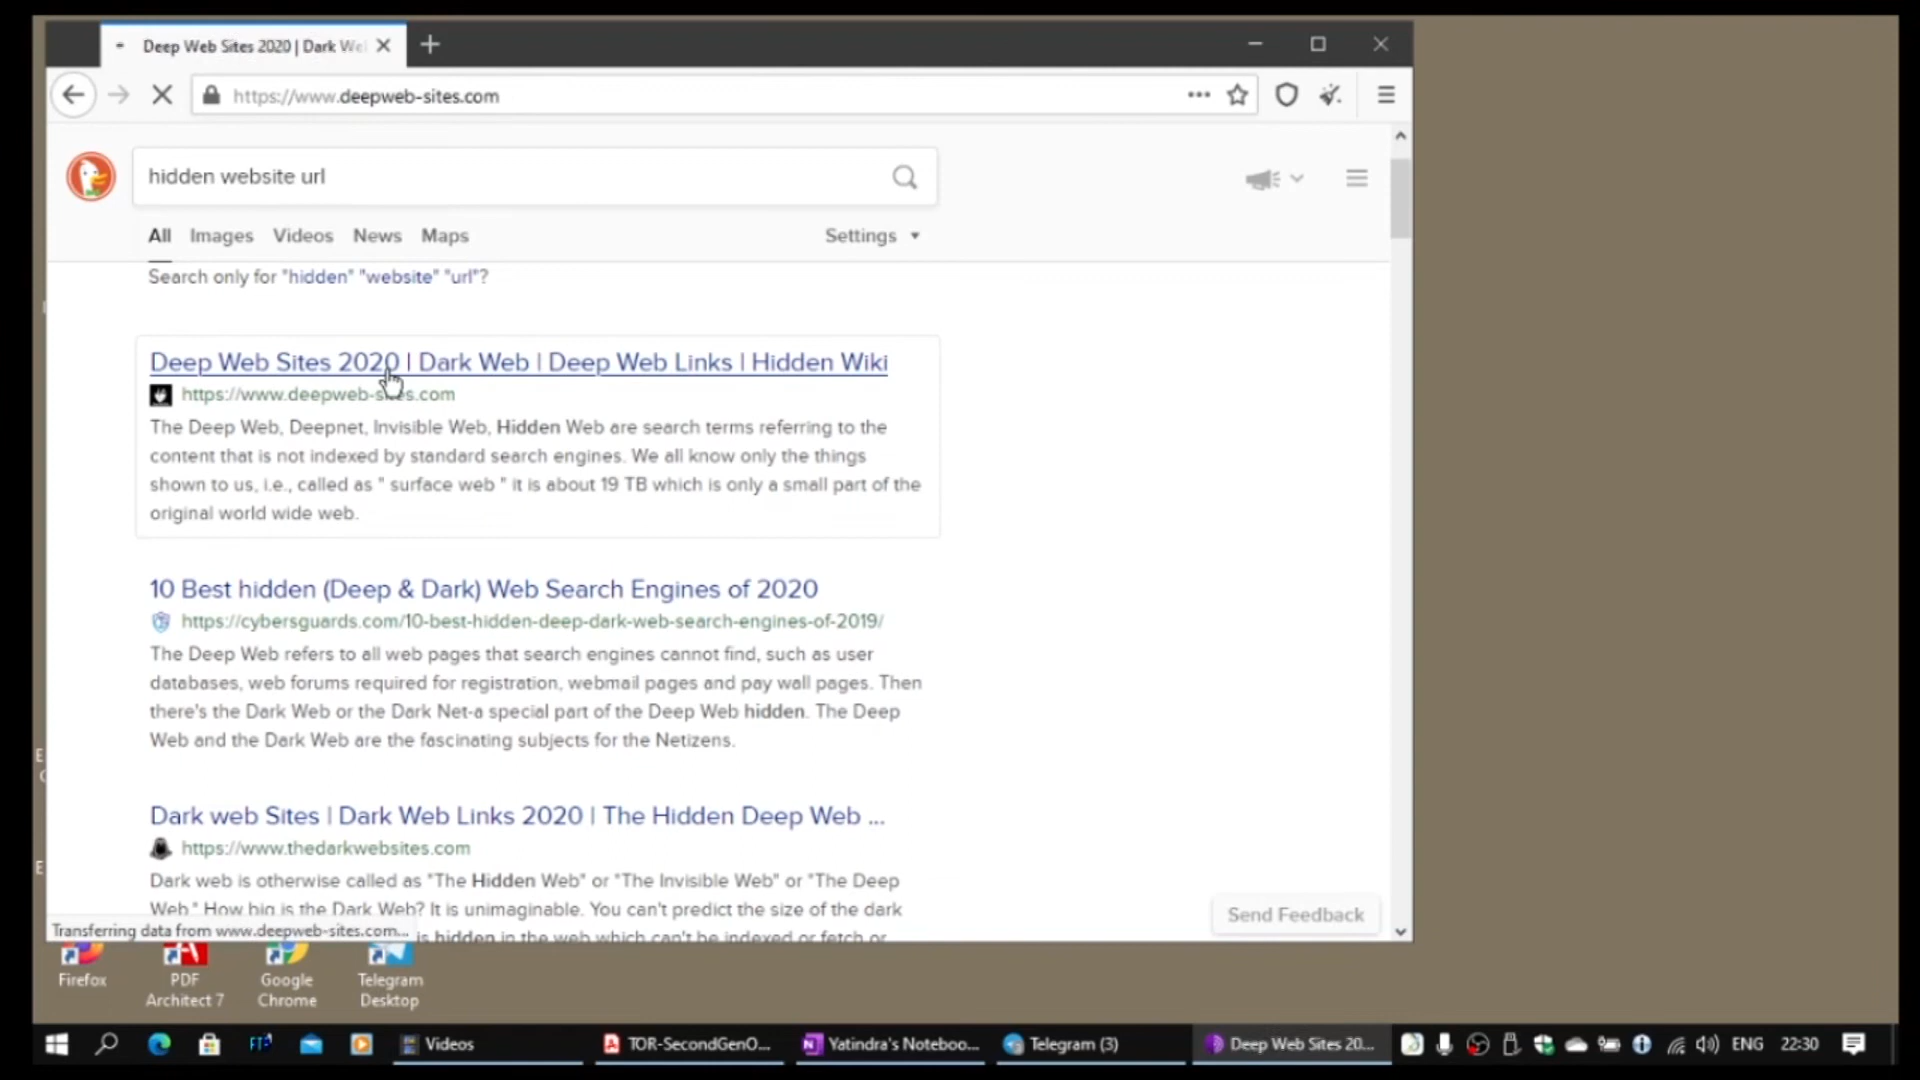 Deep Web Sites 2020 | Dark We
https://www.deepweb-sites.com
hidden website url
All Images Videos News Maps Settings
Search only for "hidden" "website" "url"?
Deep Web Sites 2020 | Dark Web | Deep Web Links | Hidden Wiki
https://www.deepweb-sites.com
The Deep Web, Deepnet, Invisible Web, Hidden Web are search terms referring to the
content that is not indexed by standard search engines. We all know only the things
shown to us, i.e., called as " surface web " it is about 19 TB which is only a small part of the
original world wide web.
10 Best hidden (Deep & Dark) Web Search Engines of 2020
https://cybersguards.com/10-best-hidden-deep-dark-web-search-engines-of-2019/
The Deep Web refers to all web pages that search engines cannot find, such as user
databases, web forums required for registration, webmail pages and pay wall pages. Then
there's the Dark Web or the Dark Net-a special part of the Deep Web hidden. The Deep
Web and the Dark Web are the fascinating subjects for the Netizens.
Dark web Sites | Dark Web Links 2020 | The Hidden Deep Web ...
https://www.thedarkwebsites.com
Dark web is otherwise called as "The Hidden Web" or "The Invisible Web" or "The Deep
Web." How big is the Dark Web? It is unimaginable. You can't predict the size of the dark
is hidden in the web which can't be indexed or fetch or
Send Feedback
Transferring data from www.deepweb-sites.com...
Firefox
PDF Architect 7
Google Chrome
Telegram Desktop
Videos
TOR-SecondGenO...
Yatindra's Noteboo...
Telegram (3)
Deep Web Sites 20...
ENG
22:30